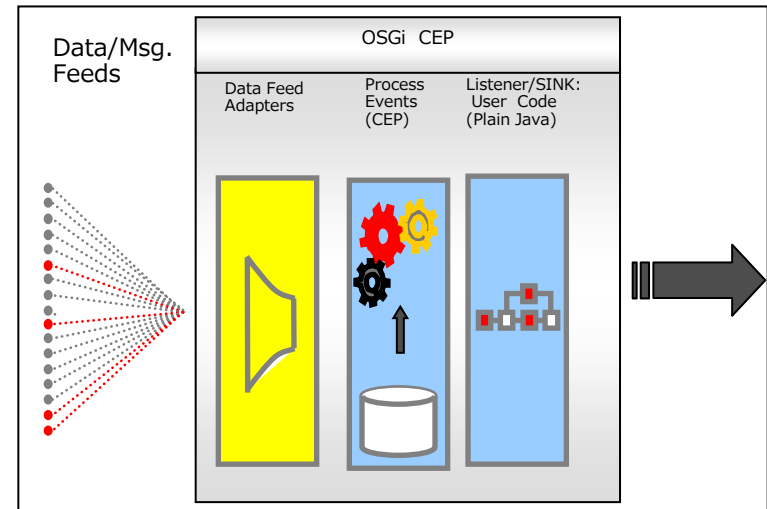 Data/Msg.
Feeds
OSGi CEP
Data Feed
Adapters
Process
Events
(CEP)
Listener/SINK:
User Code
(Plain Java)